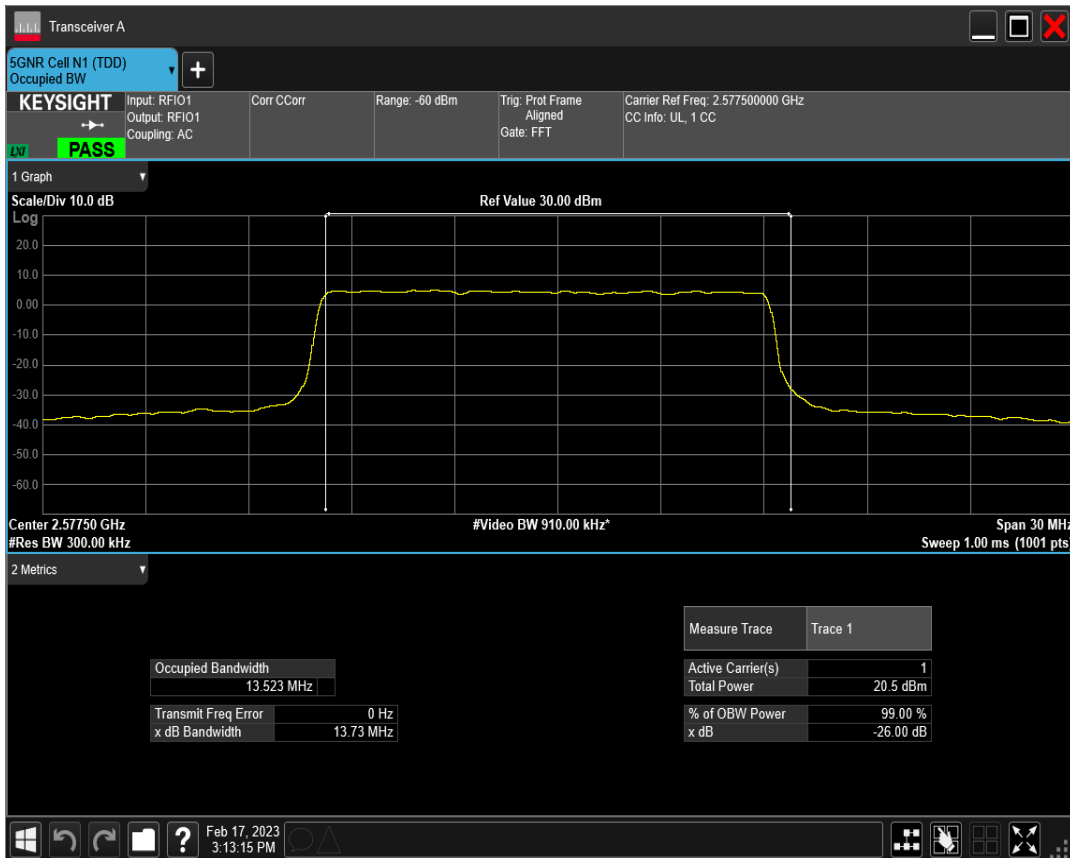 Transceiver A
5GNR Cell N1 (TDD)
Occupied BW
+
KEYSIGHT
LXI
PASS
Input: RFIO1
Output: RFIO1
Coupling: AC
Corr CCorr
Range: -60 dBm
Trig: Prot Frame
Aligned
Gate: FFT
Carrier Ref Freq: 2.577500000 GHz
CC Info: UL, 1 CC
1 Graph
Scale/Div 10.0 dB
Ref Value 30.00 dBm
Log
20.0
10.0
0.00
-10.0
-20.0
-30.0
-40.0
-50.0
-60.0
Center 2.57750 GHz
#Video BW 910.00 kHz*
Span 30 MHz
#Res BW 300.00 kHz
Sweep 1.00 ms (1001 pts)
2 Metrics
Measure Trace
Trace 1
Occupied Bandwidth
13.523 MHz
Active Carrier(s)
1
Total Power
20.5 dBm
Transmit Freq Error
0 Hz
x dB Bandwidth
13.73 MHz
% of OBW Power
99.00 %
x dB
-26.00 dB
?
Feb 17, 2023
3:13:15 PM